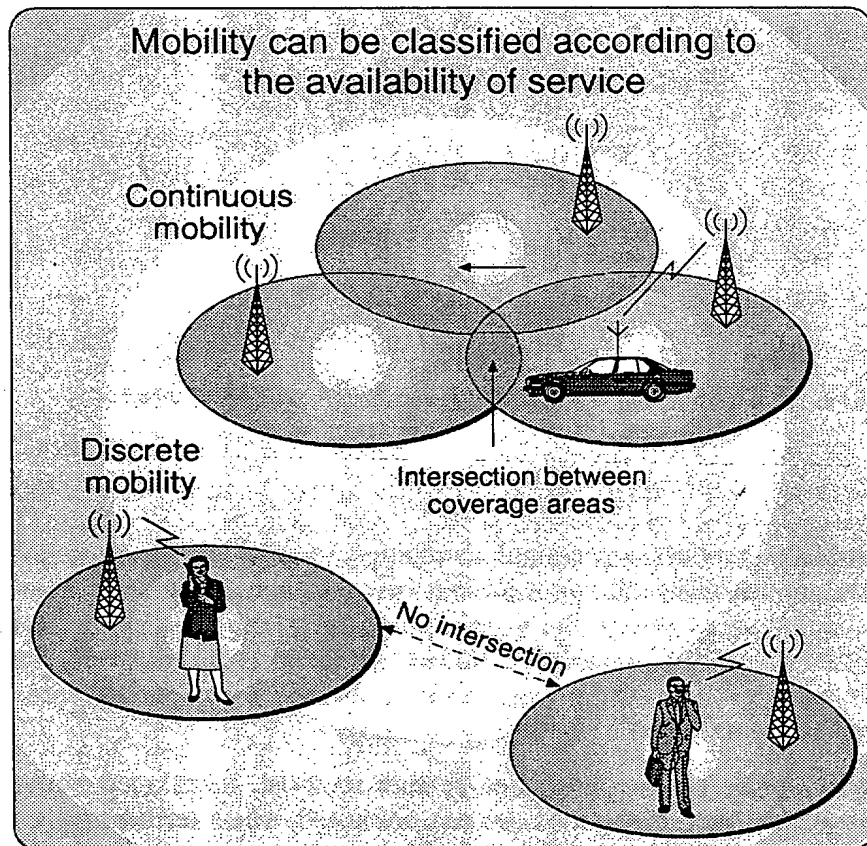 Mobility can be classified according to
the availability of service
Continuous
mobility
Intersection between
coverage areas
Discrete
mobility
No intersection